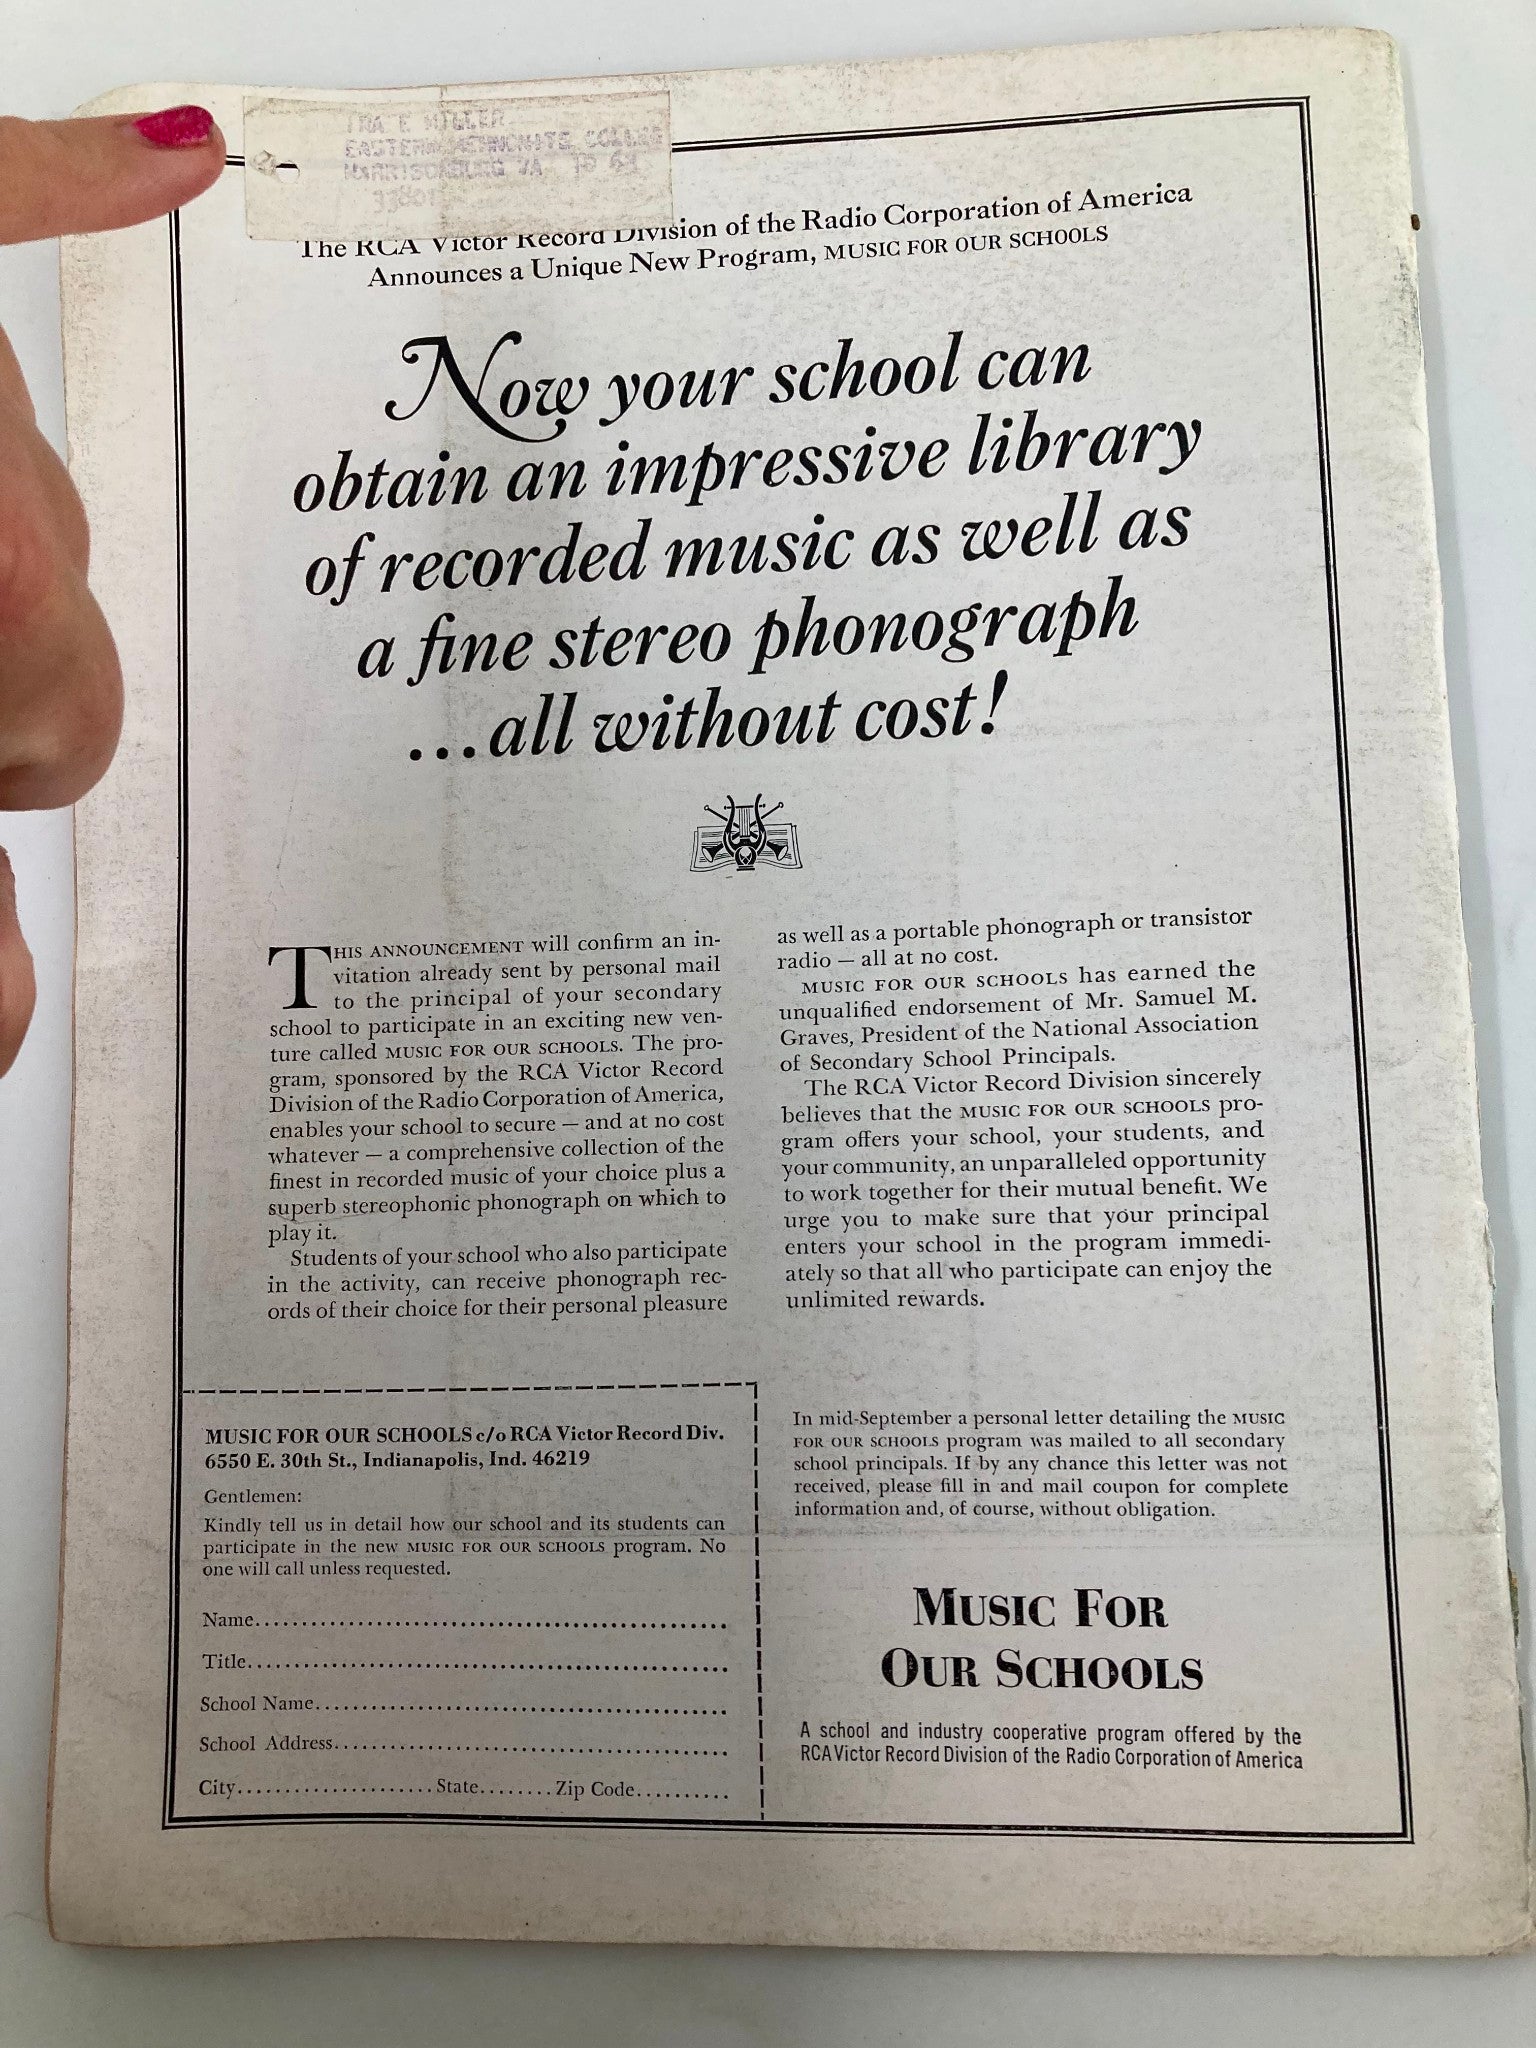 IRA E MILLER
EASTERN MENNONITE COLLEGE
HARRISONBURG VA
The RCA Victor Record Division of the Radio Corporation of America
Announces a Unique New Program, MUSIC FOR OUR SCHOOLS
Now your school can
obtain an impressive library
of recorded music as well as
a fine stereo phonograph
...all without cost!
THIS ANNOUNCEMENT will confirm an in-
vitation already sent by personal mail
to the principal of your secondary
school to participate in an exciting new ven-
ture called MUSIC FOR OUR SCHOOLS. The pro-
gram, sponsored by the RCA Victor Record
Division of the Radio Corporation of America,
enables your school to secure — and at no cost
whatever — a comprehensive collection of the
finest in recorded music of your choice plus a
superb stereophonic phonograph on which to
play it.
Students of your school who also participate
in the activity, can receive phonograph rec-
ords of their choice for their personal pleasure
as well as a portable phonograph or transistor
radio — all at no cost.
MUSIC FOR OUR SCHOOLS has earned the
unqualified endorsement of Mr. Samuel M.
Graves, President of the National Association
of Secondary School Principals.
The RCA Victor Record Division sincerely
believes that the MUSIC FOR OUR SCHOOLS pro-
gram offers your school, your students, and
your community, an unparalleled opportunity
to work together for their mutual benefit. We
urge you to make sure that your principal
enters your school in the program immedi-
ately so that all who participate can enjoy the
unlimited rewards.
MUSIC FOR OUR SCHOOLS c/o RCA Victor Record Div.
6550 E. 30th St., Indianapolis, Ind. 46219
Gentlemen:
Kindly tell us in detail how our school and its students can
participate in the new MUSIC FOR OUR SCHOOLS program. No
one will call unless requested.
Name
Title
School Name
School Address
City State Zip Code
In mid-September a personal letter detailing the MUSIC
FOR OUR SCHOOLS program was mailed to all secondary
school principals. If by any chance this letter was not
received, please fill in and mail coupon for complete
information and, of course, without obligation.
MUSIC FOR
OUR SCHOOLS
A school and industry cooperative program offered by the
RCA Victor Record Division of the Radio Corporation of America